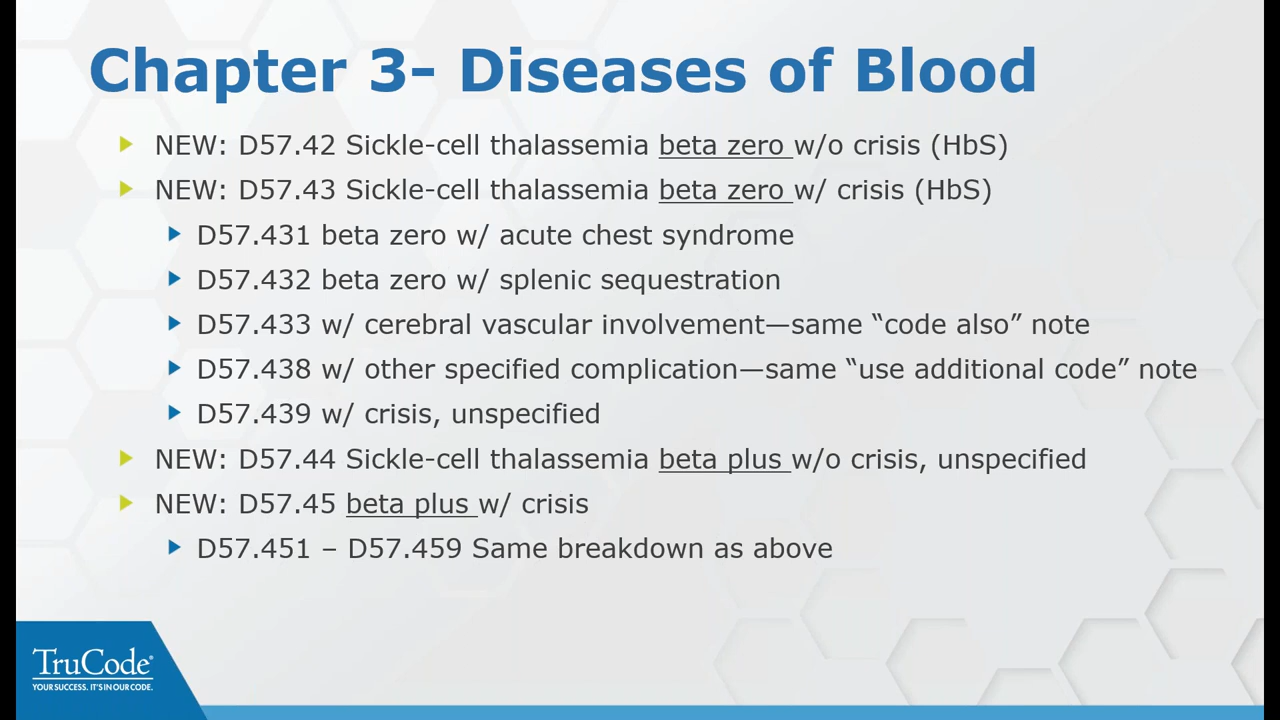 Chapter 3- Diseases of Blood
NEW: D57.42 Sickle-cell thalassemia beta zero w/o crisis (HbS)
NEW: D57.43 Sickle-cell thalassemia beta zero w/ crisis (HbS)
D57.431 beta zero w/ acute chest syndrome
D57.432 beta zero w/ splenic sequestration
D57.433 w/ cerebral vascular involvement—same “code also” note
D57.438 w/ other specified complication—same “use additional code” note
D57.439 w/ crisis, unspecified
NEW: D57.44 Sickle-cell thalassemia beta plus w/o crisis, unspecified
NEW: D57.45 beta plus w/ crisis
D57.451 – D57.459 Same breakdown as above
TruCode®
YOUR SUCCESS. IT'S IN OUR CODE.